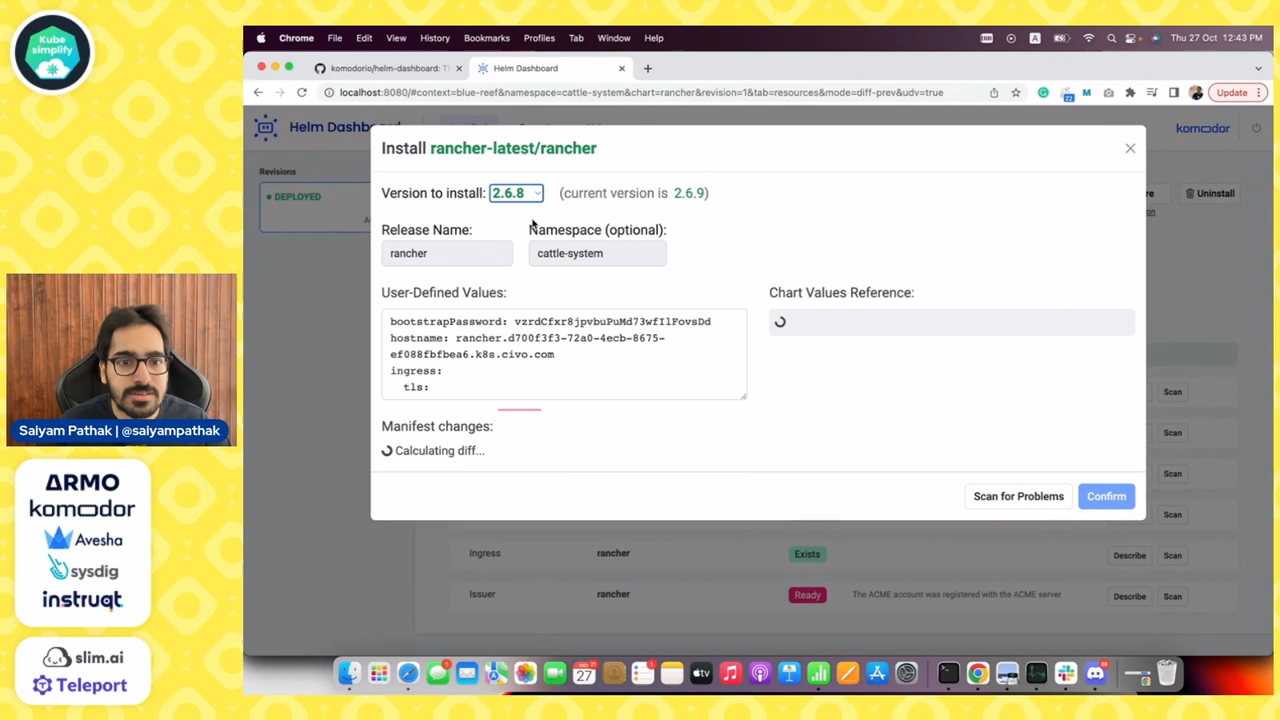 Kube
simplify
Chrome File Edit View History Bookmarks Profiles Tab Window Help
A
Thu 27 Oct 12:43 PM
komodorio/helm-dashboard: T
Helm Dashboard
localhost:8080/#context=blue-reef&namespace=cattle-system&chart=rancher&revision=1&tab=resources&mode=diff-prev&udv=true
22
M
Update
Helm Dashboard
komodor
Revisions
DEPLOYED
Uninstall
Install rancher-latest/rancher
Version to install: 2.6.8 (current version is 2.6.9)
Release Name: Namespace (optional):
rancher cattle-system
User-Defined Values: Chart Values Reference:
bootstrapPassword: vzrdCfxr8jpvbuPuMd73wfIlFovsDd
hostname: rancher.d700f3f3-72a0-4ecb-8675-
ef088fbfbea6.k8s.civo.com
ingress:
tls:
Manifest changes:
Calculating diff...
Scan for Problems Confirm
Scan
Scan
Scan
Scan
Ingress rancher Exists Describe Scan
Issuer rancher Ready The ACME account was registered with the ACME server Describe Scan
Saiyam Pathak | @saiyampathak
ARMO
komodor
Avesha
sysdig
instruqt
slim.ai
Teleport
27
tv